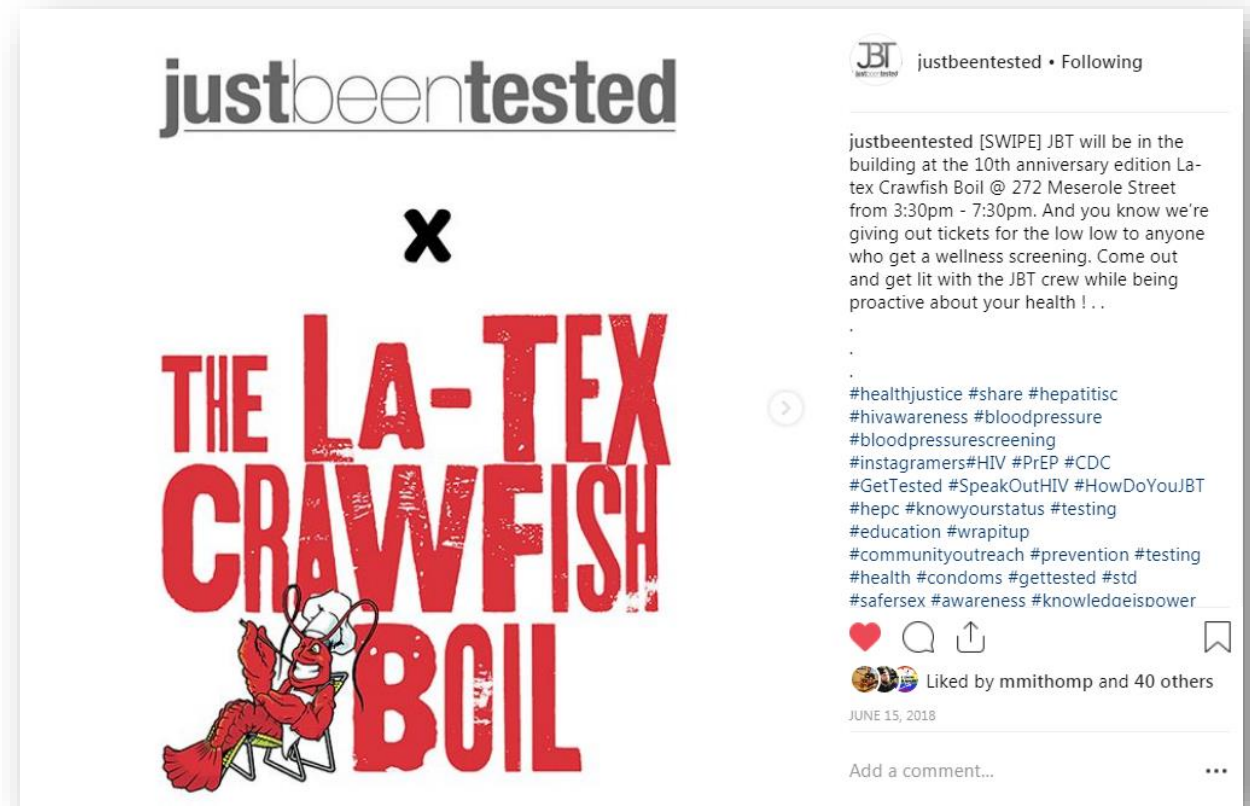 justbeentested
x
THE LA-TEX
CRAWFISH
BOIL
JBT
justbeentested
justbeentested • Following
justbeentested [SWIPE] JBT will be in the
building at the 10th anniversary edition La-
tex Crawfish Boil @ 272 Meserole Street
from 3:30pm - 7:30pm. And you know we're
giving out tickets for the low low to anyone
who get a wellness screening. Come out
and get lit with the JBT crew while being
proactive about your health ! . .
.
.
.
#healthjustice #share #hepatitisc
#hivawareness #bloodpressure
#bloodpressurescreening
#instagramers#HIV #PrEP #CDC
#GetTested #SpeakOutHIV #HowDoYouJBT
#hepc #knowyourstatus #testing
#education #wrapitup
#communityoutreach #prevention #testing
#health #condoms #gettested #std
#safersex #awareness #knowledgeispower
Liked by mmithomp and 40 others
JUNE 15, 2018
Add a comment...